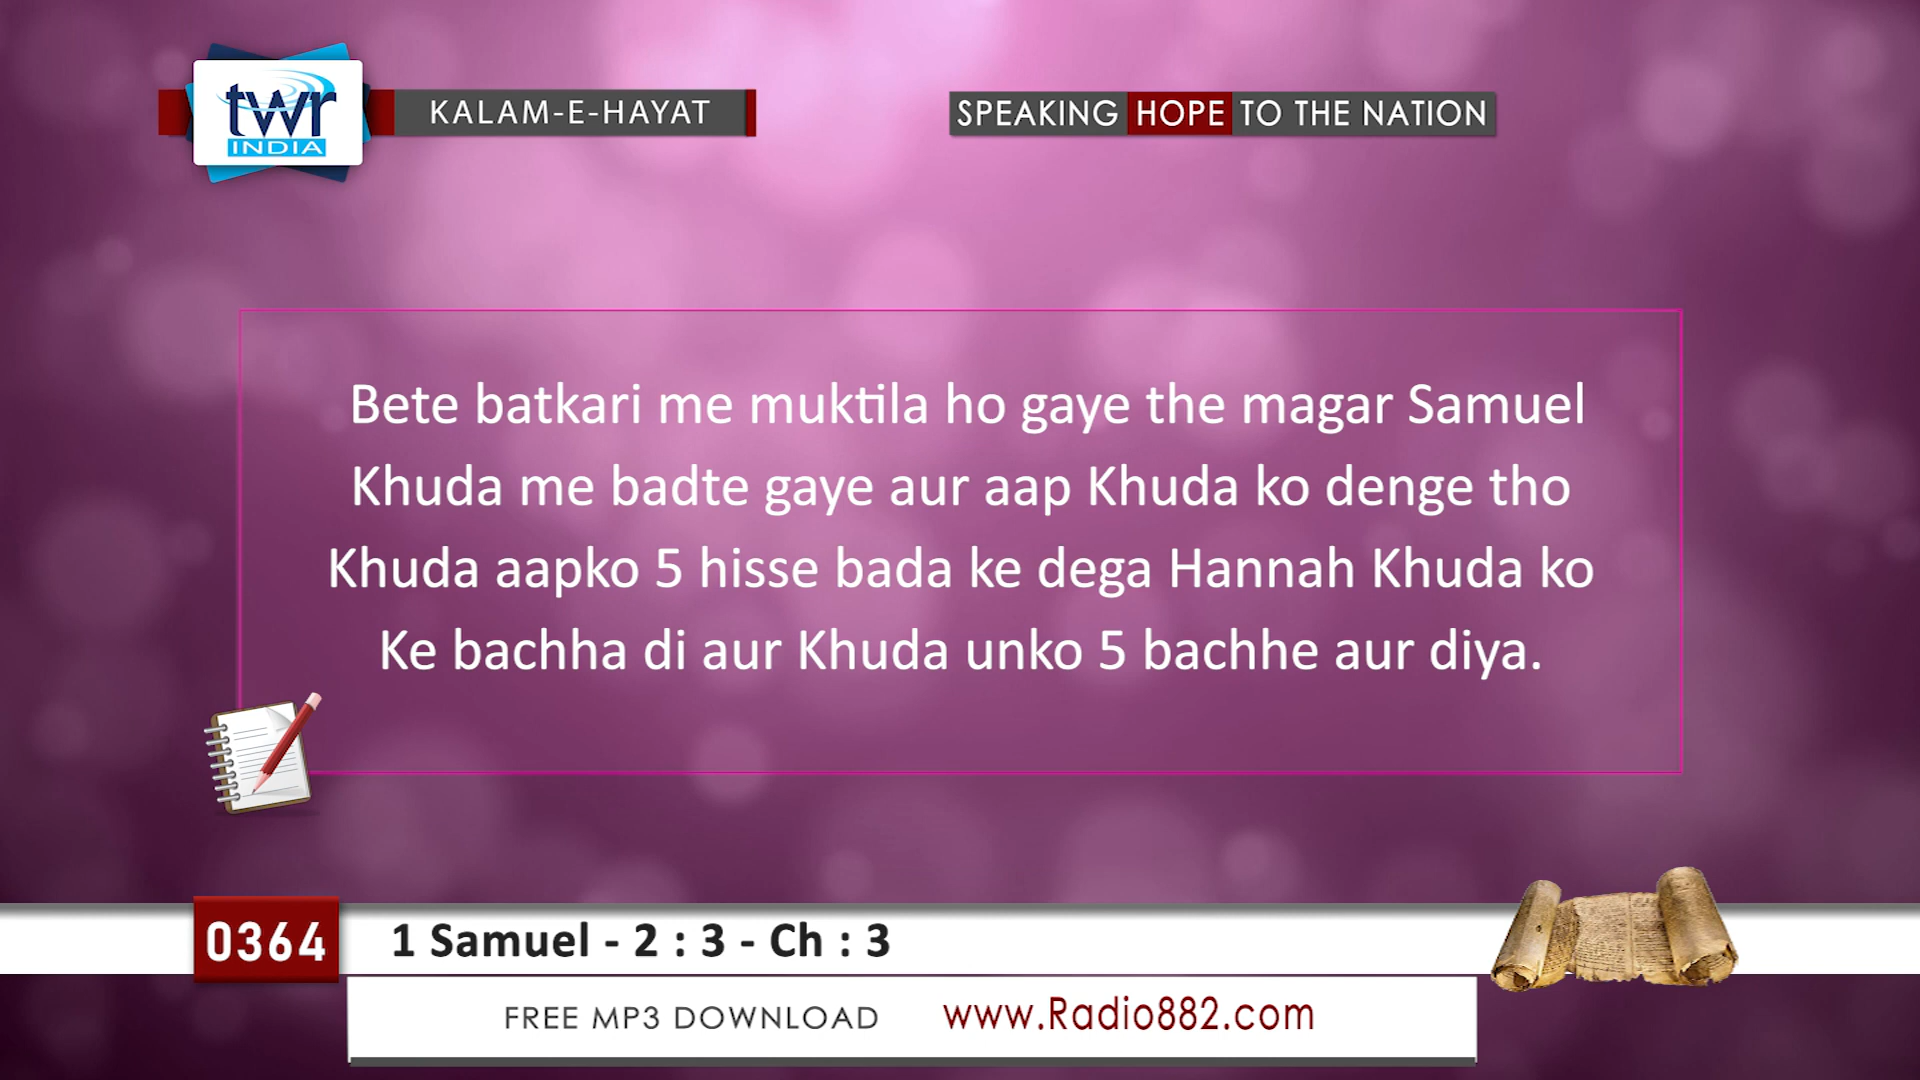 twr
INDIA
KALAM-E-HAYAT
SPEAKING HOPE TO THE NATION
Bete batkari me muktila ho gaye the magar Samuel
Khuda me badte gaye aur aap Khuda ko denge tho
Khuda aapko 5 hisse bada ke dega Hannah Khuda ko
Ke bachha di aur Khuda unko 5 bachhe aur diya.
0364
1 Samuel - 2 : 3 - Ch : 3
FREE MP3 DOWNLOAD www.Radio882.com